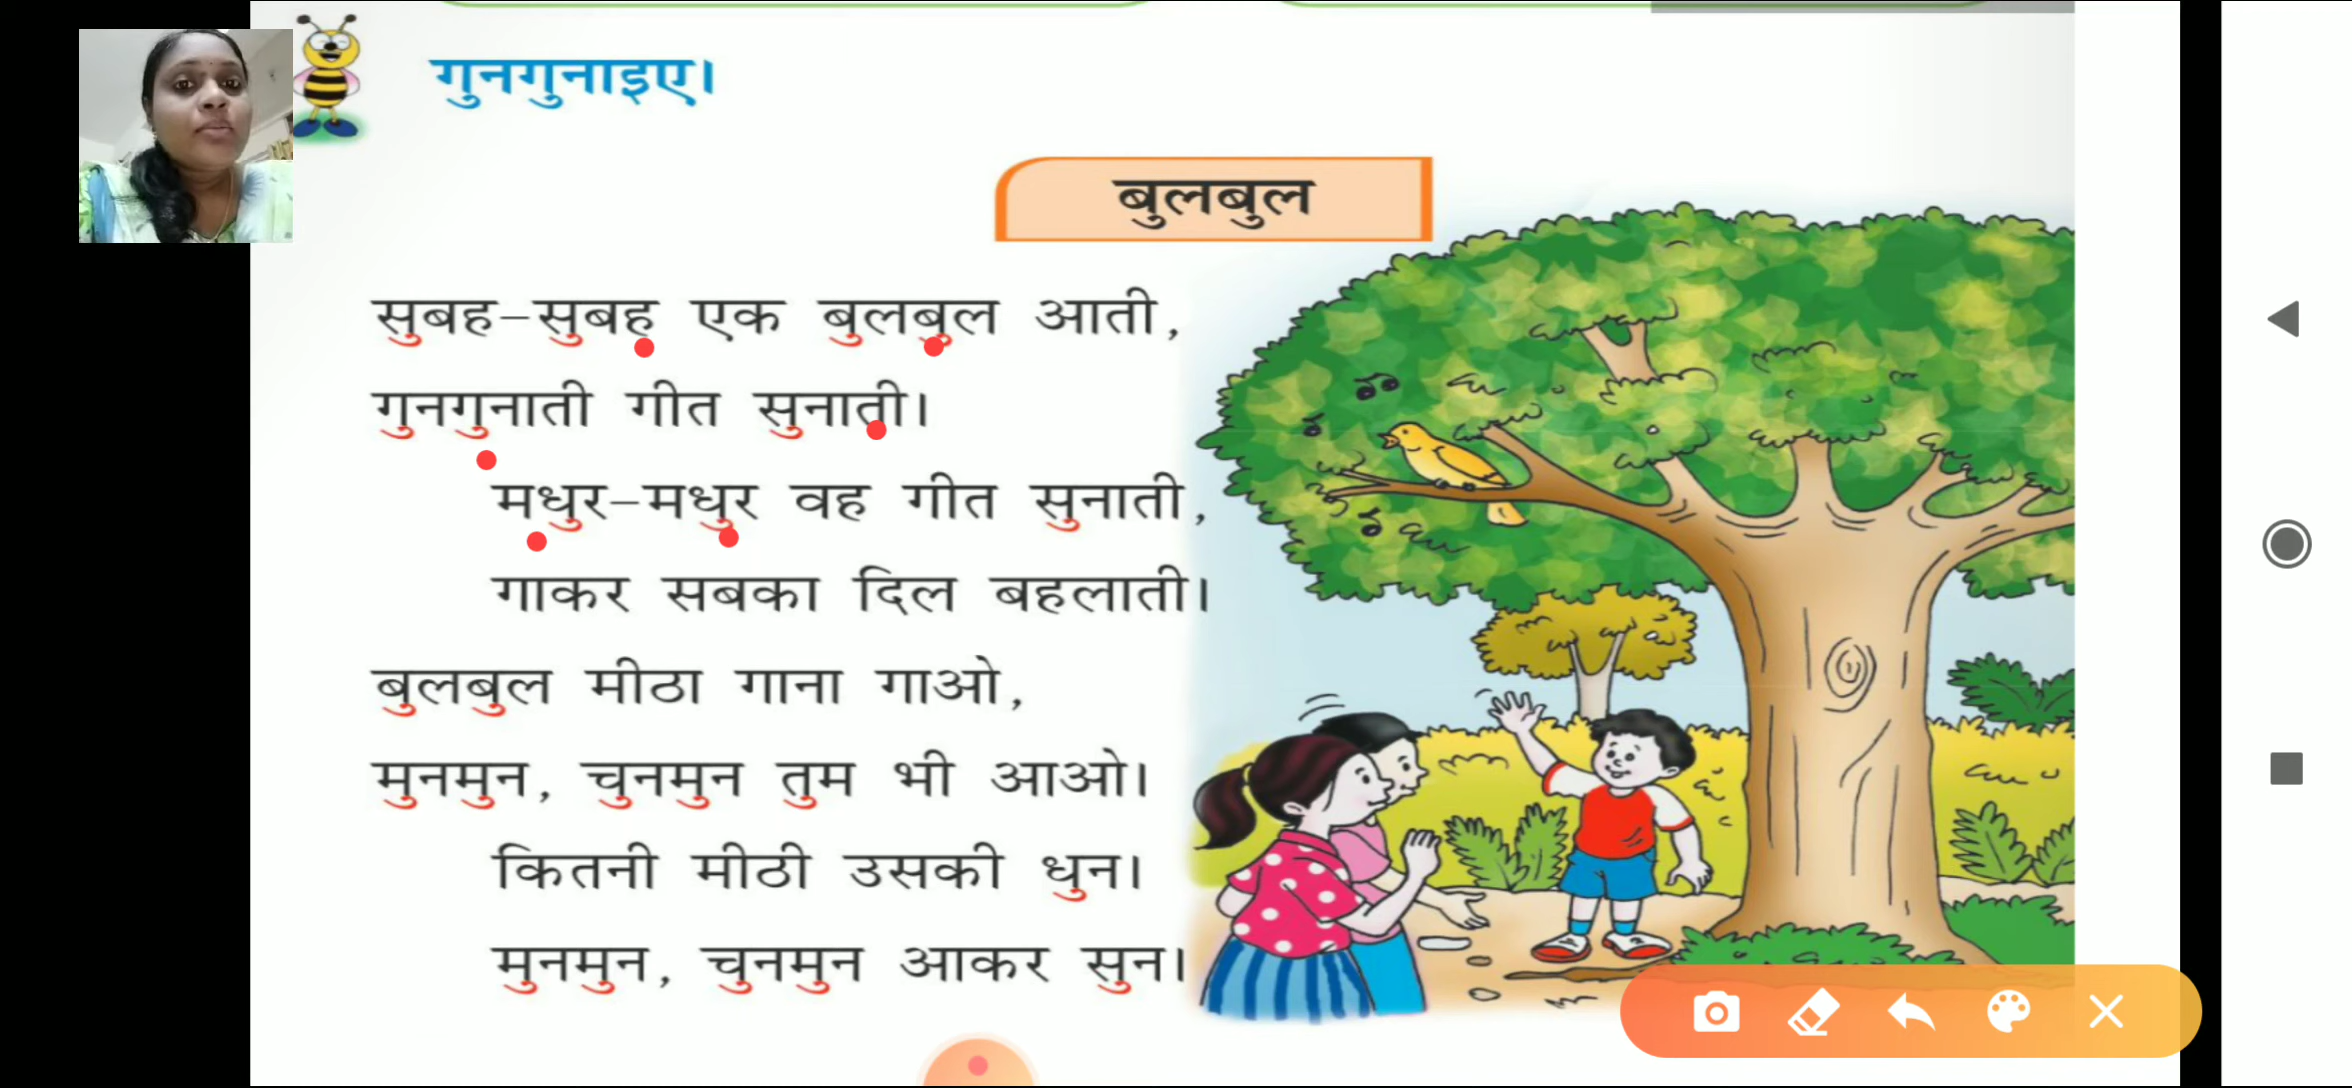 गुनगुनाइए।
बुलबुल
सुबह–सुबह एक बुलबुल आती,
गुनगुनाती गीत सुनाती।
मधुर–मधुर वह गीत सुनाती,
गाकर सबका दिल बहलाती।
बुलबुल मीठा गाना गाओ,
मुनमुन, चुनमुन तुम भी आओ।
कितनी मीठी उसकी धुन।
मुनमुन, चुनमुन आकर सुन।